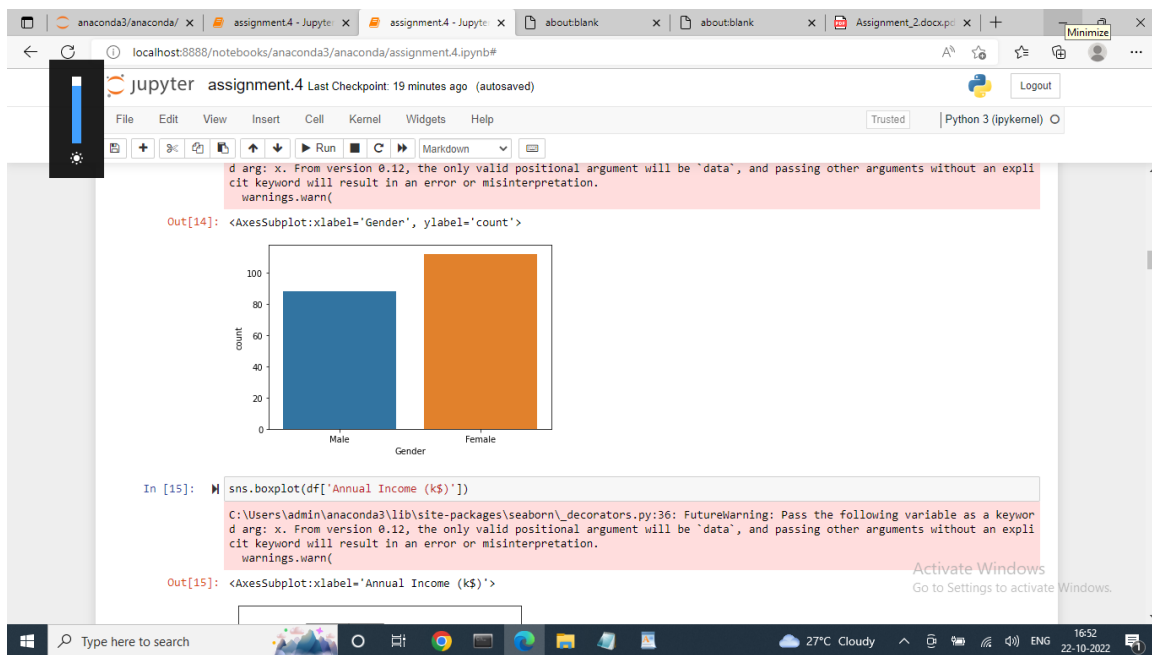 anaconda3/anaconda/
assignment.4 - Jupyte
assignment.4 - Jupyte
about:blank
about:blank
Assignment_2.docx.pd
Minimize
localhost:8888/notebooks/anaconda3/anaconda/assignment.4.ipynb#
jupyter assignment.4 Last Checkpoint: 19 minutes ago (autosaved)
Logout
File Edit View Insert Cell Kernel Widgets Help
Trusted
Python 3 (ipykernel)
Run
Markdown
d arg: x. From version 0.12, the only valid positional argument will be `data`, and passing other arguments without an expli
cit keyword will result in an error or misinterpretation.
warnings.warn(
Out[14]: <AxesSubplot:xlabel='Gender', ylabel='count'>
100
80
60
40
20
0
count
Male Female
Gender
In [15]: sns.boxplot(df['Annual Income (k$)'])
C:\Users\admin\anaconda3\lib\site-packages\seaborn\_decorators.py:36: FutureWarning: Pass the following variable as a keywor
d arg: x. From version 0.12, the only valid positional argument will be `data`, and passing other arguments without an expli
cit keyword will result in an error or misinterpretation.
warnings.warn(
Out[15]: <AxesSubplot:xlabel='Annual Income (k$)'>
Activate Windows
Go to Settings to activate Windows.
Type here to search
27°C Cloudy
ENG
16:52
22-10-2022
1